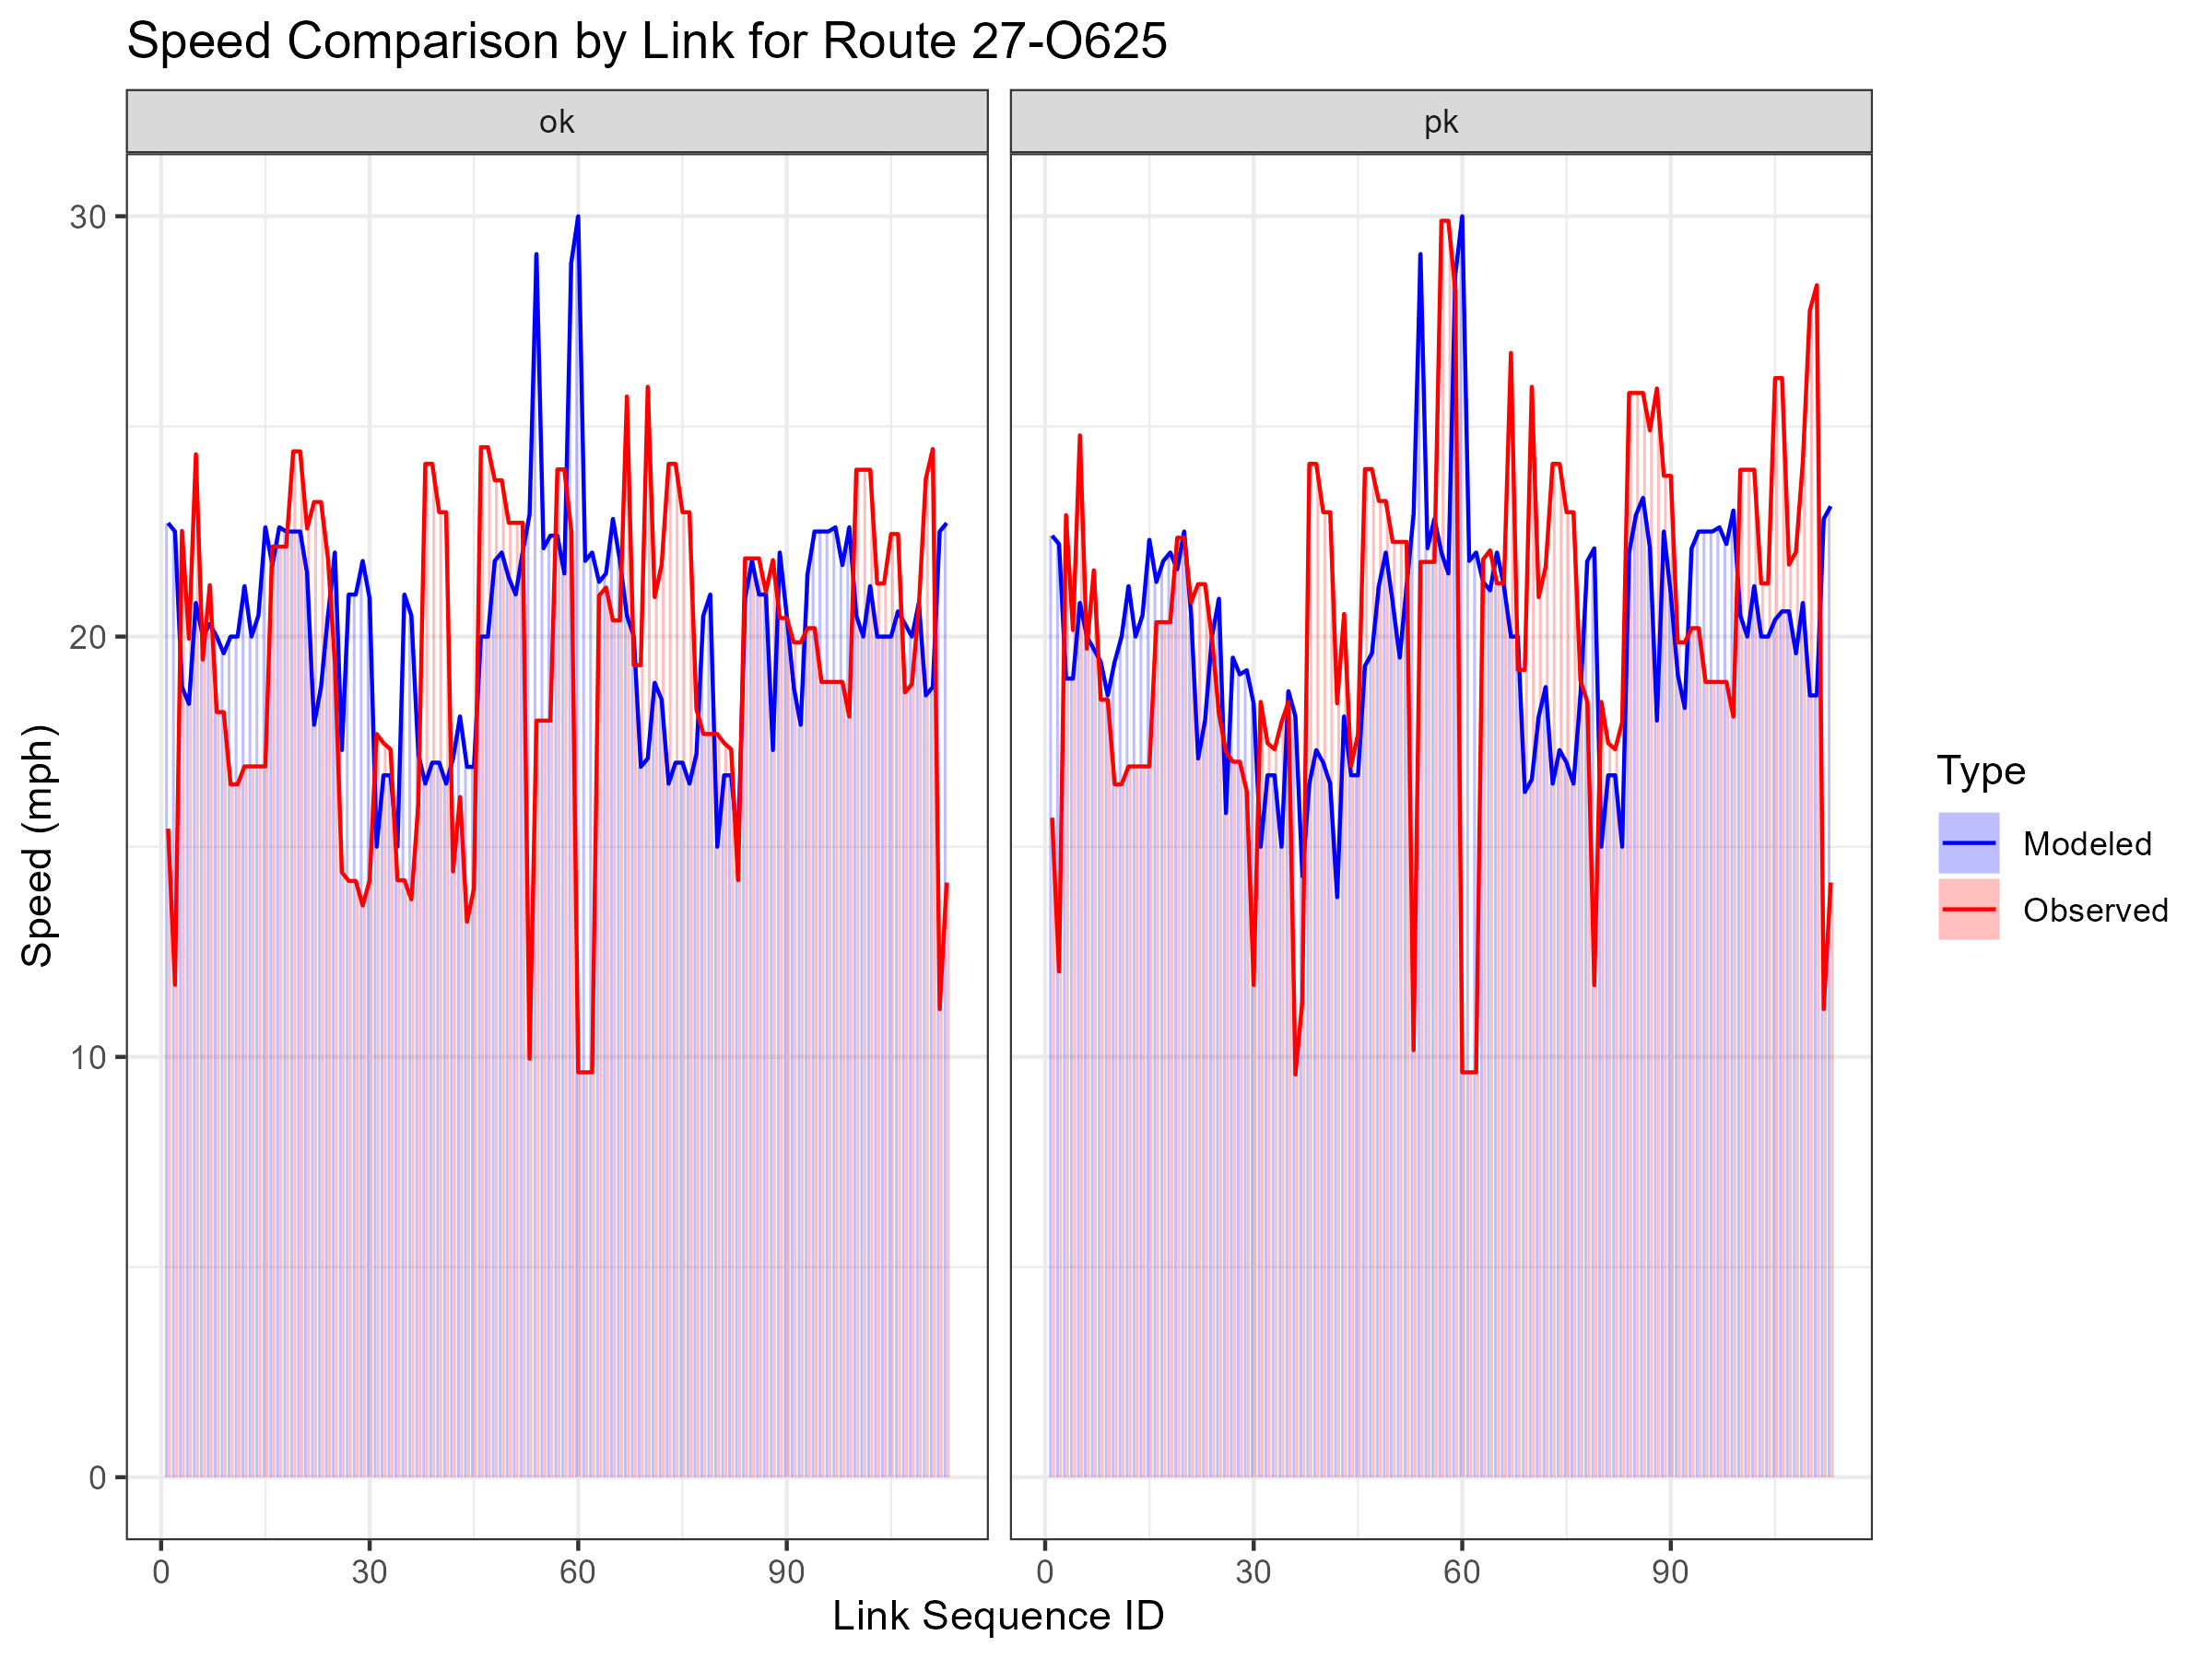 Speed Comparison by Link for Route 27-O625
ok
pk
30
20
10
0
Speed (mph)
0 30 60 90
0 30 60 90
Link Sequence ID
Type
Modeled
Observed